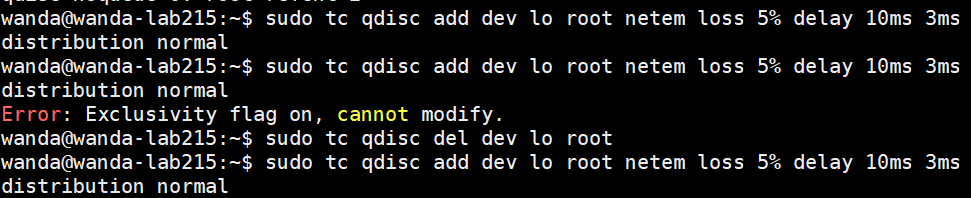 wanda@wanda-lab215:~$ sudo tc qdisc add dev lo root netem loss 5% delay 10ms 3ms
distribution normal
wanda@wanda-lab215:~$ sudo tc qdisc add dev lo root netem loss 5% delay 10ms 3ms
distribution normal
Error: Exclusivity flag on, cannot modify.
wanda@wanda-lab215:~$ sudo tc qdisc del dev lo root
wanda@wanda-lab215:~$ sudo tc qdisc add dev lo root netem loss 5% delay 10ms 3ms
distribution normal